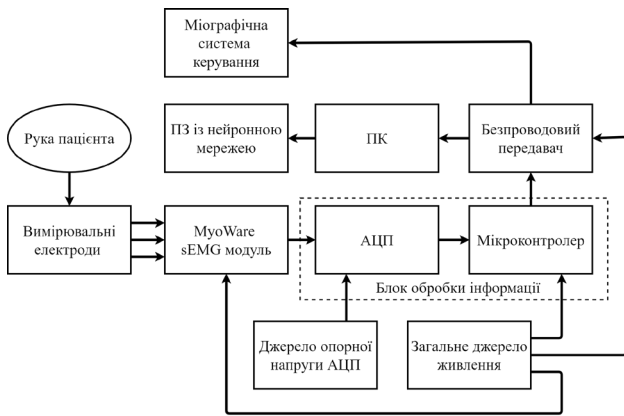 Міографічна
система
керування
Рука пацієнта
ПЗ із нейронною
мережею
ПК
Безпроводовий
передавач
Вимірювальні
електроди
MyoWare
sEMG модуль
АЦП
Мікроконтролер
Блок обробки інформації
Джерело опорної
напруги АЦП
Загальне джерело
живлення